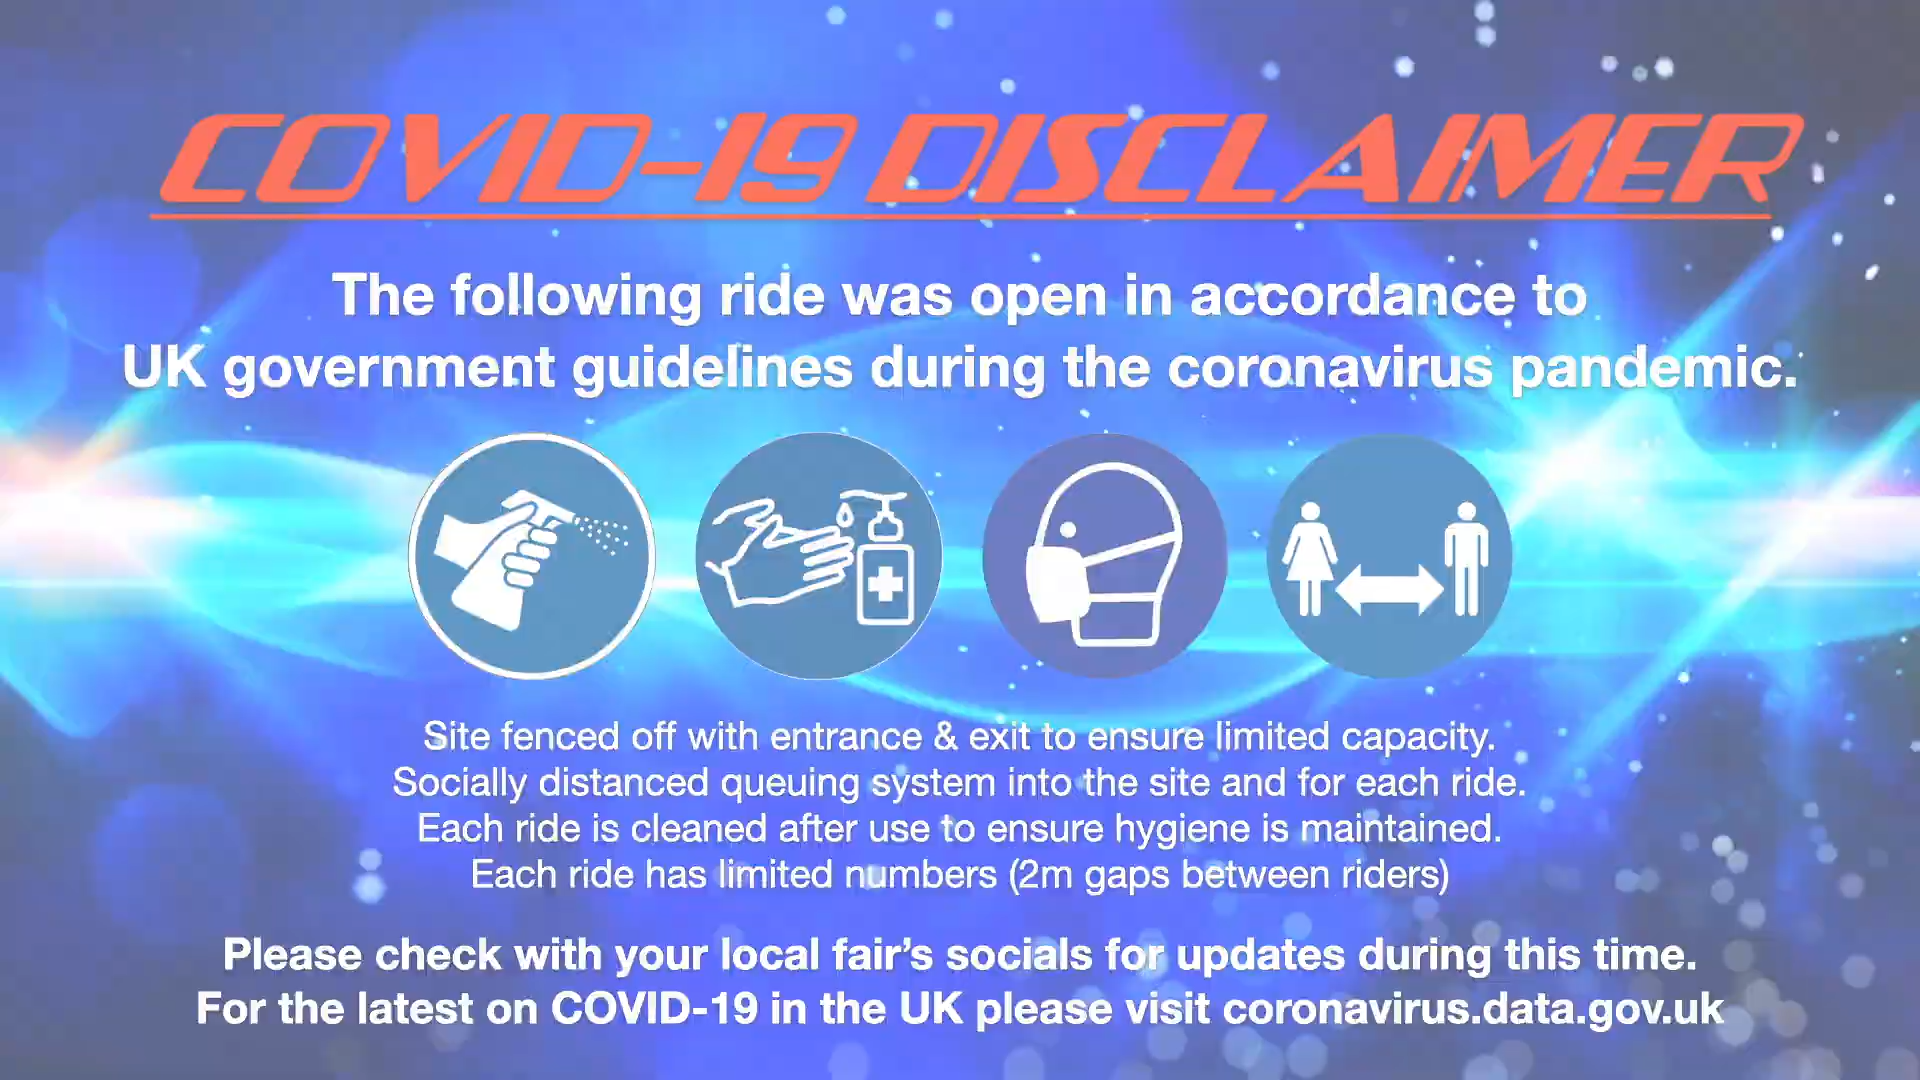 COVID-19 DISCLAIMER
The following ride was open in accordance to
UK government guidelines during the coronavirus pandemic.
Site fenced off with entrance & exit to ensure limited capacity.
Socially distanced queuing system into the site and for each ride.
Each ride is cleaned after use to ensure hygiene is maintained.
Each ride has limited numbers (2m gaps between riders)
Please check with your local fair’s socials for updates during this time.
For the latest on COVID-19 in the UK please visit coronavirus.data.gov.uk